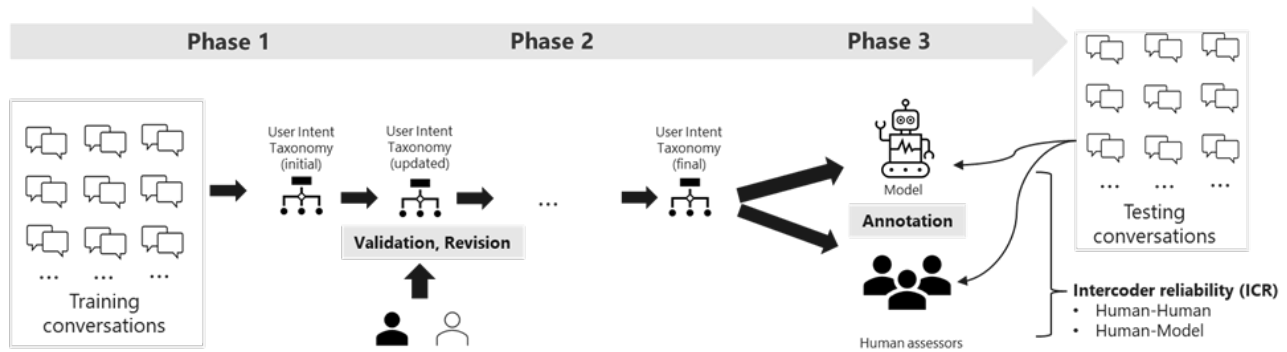 Phase 1
Phase 2
Phase 3
...
Training
conversations
User Intent
Taxonomy
(initial)
User Intent
Taxonomy
(updated)
Validation, Revision
...
User Intent
Taxonomy
(final)
Model
Annotation
Human assessors
...
Testing
conversations
Intercoder reliability (ICR)
• Human-Human
• Human-Model